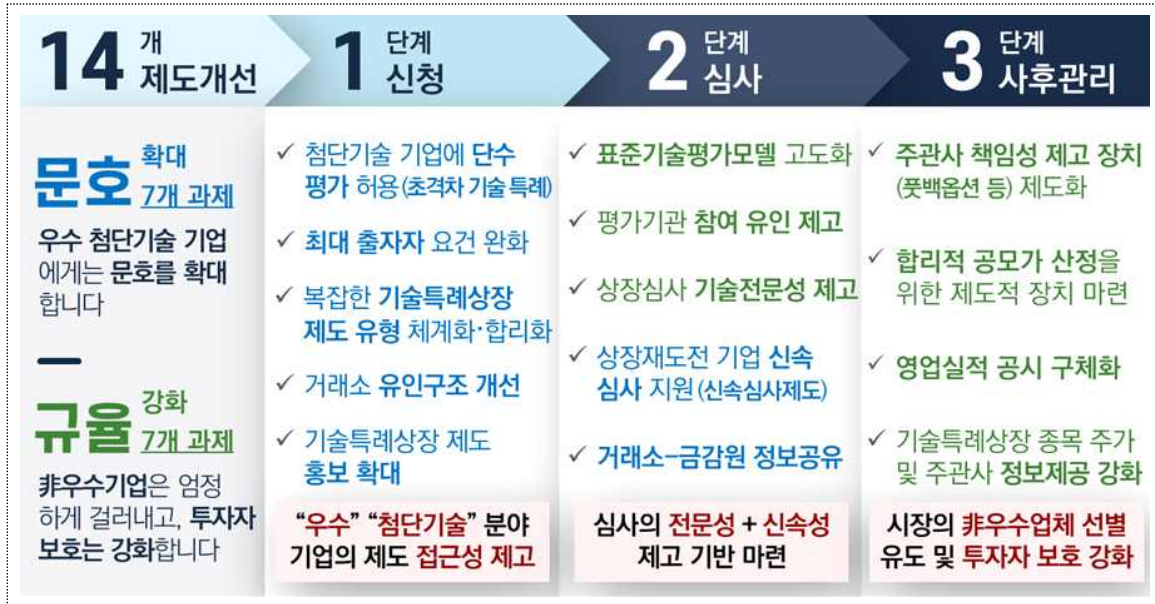 14 개 제도개선
1 단계 신청
2 단계 심사
3 단계 사후관리
문호 확대
7개 과제
우수 첨단기술 기업
에게는 문호를 확대
합니다
규율 강화
7개 과제
非우수기업은 엄정
하게 걸러내고, 투자자
보호는 강화합니다
✓ 첨단기술 기업에 단수
평가 허용(초격차 기술 특례)
✓ 최대 출자자 요건 완화
✓ 복잡한 기술특례상장
제도 유형 체계화·합리화
✓ 거래소 유인구조 개선
✓ 기술특례상장 제도
홍보 확대
“우수” “첨단기술” 분야
기업의 제도 접근성 제고
✓ 표준기술평가모델 고도화
✓ 평가기관 참여 유인 제고
✓ 상장심사 기술전문성 제고
✓ 상장재도전 기업 신속
심사 지원(신속심사제도)
✓ 거래소–금감원 정보공유
심사의 전문성 + 신속성
제고 기반 마련
✓ 주관사 책임성 제고 장치
(풋백옵션 등) 제도화
✓ 합리적 공모가 산정을
위한 제도적 장치 마련
✓ 영업실적 공시 구체화
✓ 기술특례상장 종목 주가
및 주관사 정보제공 강화
시장의 非우수업체 선별
유도 및 투자자 보호 강화